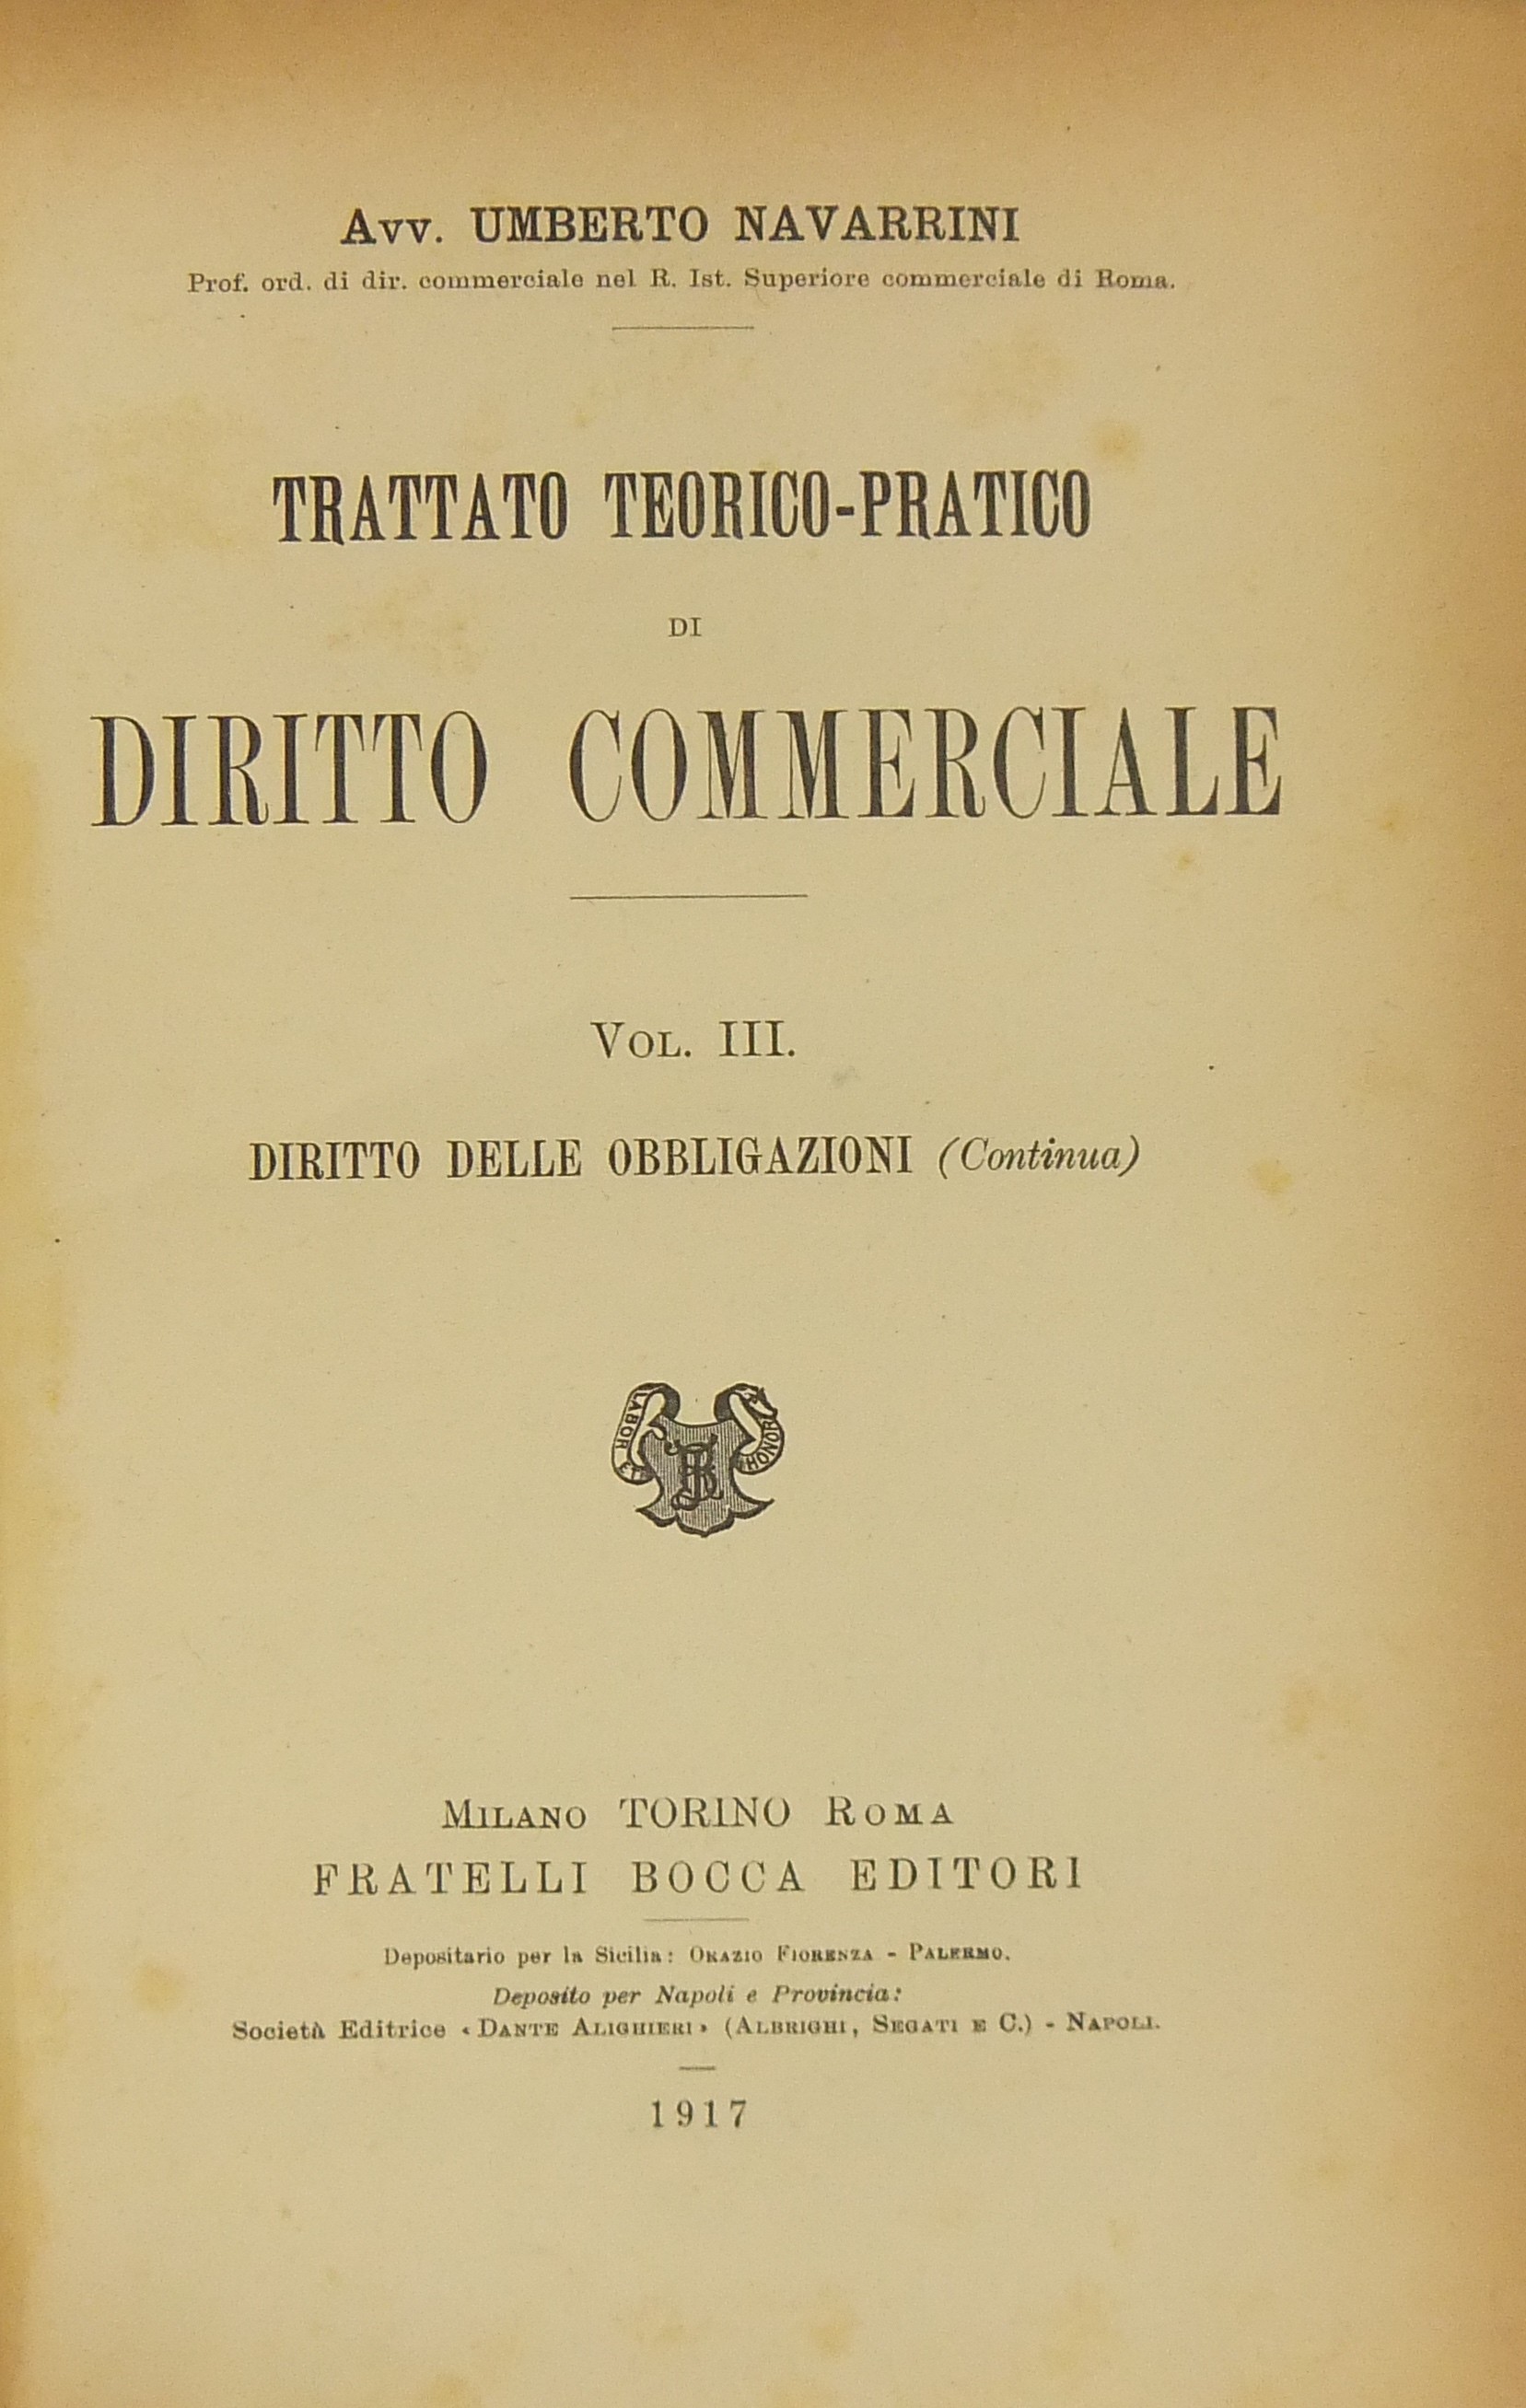 Avv. UMBERTO NAVARRINI
Prof. ord. di dir. commerciale nel R. Ist. Superiore commerciale di Roma.
TRATTATO TEORICO-PRATICO
DI
DIRITTO COMMERCIALE
Vol. III.
DIRITTO DELLE OBBLIGAZIONI (Continua)
LABOR ET HONOR
Milano TORINO Roma
FRATELLI BOCCA EDITORI
Depositario per la Sicilia: Orazio Fiorenza - Palermo.
Deposito per Napoli e Provincia:
Società Editrice «Dante Alighieri» (Albrighi, Segati e C.) - Napoli.
1917